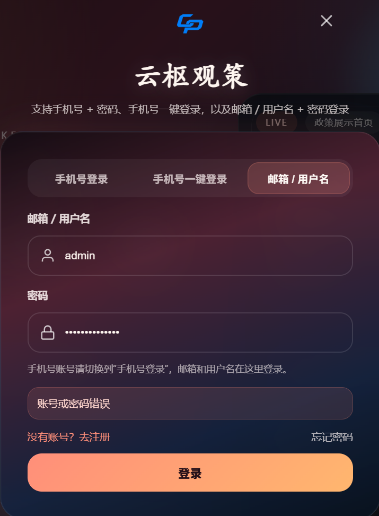 CP
云枢观策
支持手机号 + 密码、手机号一键登录，以及邮箱 / 用户名 + 密码登录
LIVE
政策展示首页
手机号登录
手机号一键登录
邮箱 / 用户名
邮箱 / 用户名
admin
密码
••••••••••••••
手机号账号请切换到“手机号登录”，邮箱和用户名在这里登录。
账号或密码错误
没有账号？去注册
忘记密码
登录